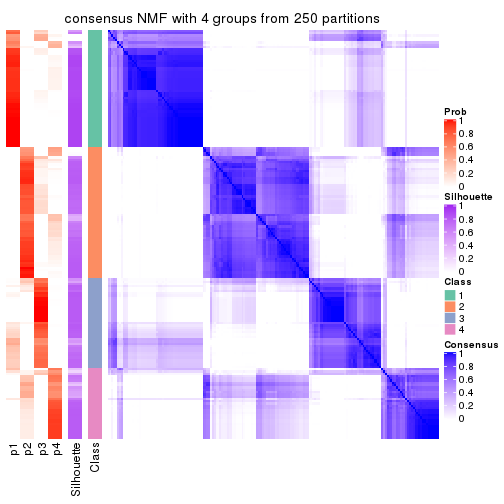 consensus NMF with 4 groups from 250 partitions
Prob
1
0.8
0.6
0.4
0.2
0
Silhouette
1
0.8
0.6
0.4
0.2
0
Class
1
2
3
4
Consensus
1
0.8
0.6
0.4
0.2
0
p1
p2
p3
p4
Silhouette
Class